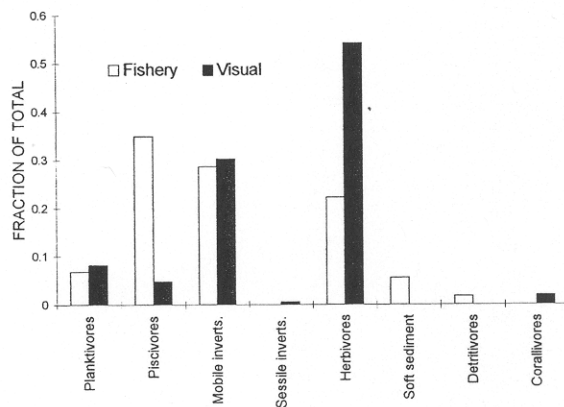 0.6
0.5
0.4
0.3
0.2
0.1
0
FRACTION OF TOTAL
Fishery Visual
Planktivores
Piscivores
Mobile inverts.
Sessile inverts.
Herbivores
Soft sediment
Detritivores
Corallivores